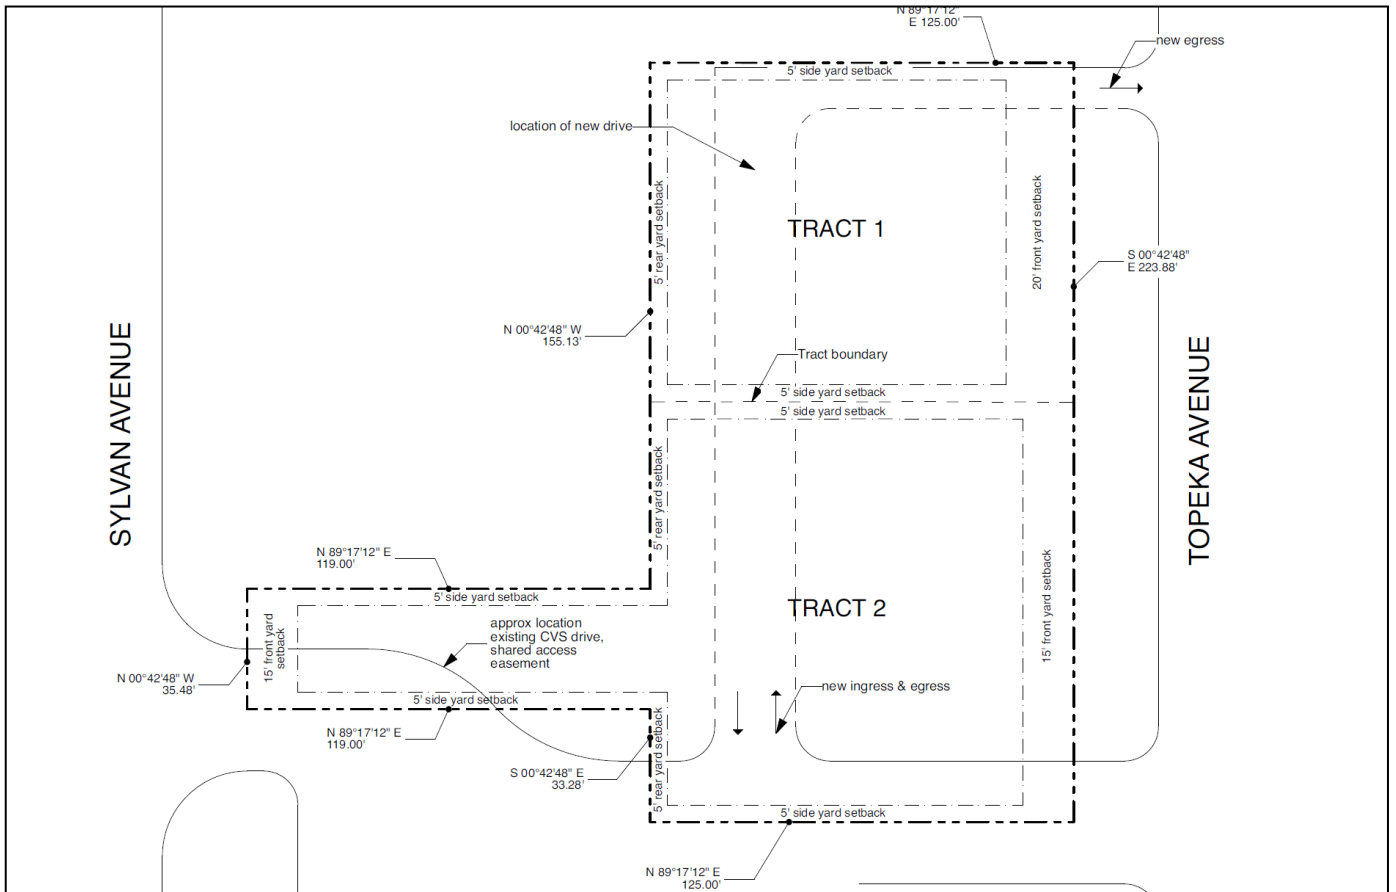 N 89°17'12"
E 125.00'
new egress
5' side yard setback
location of new drive
5' rear yard setback
TRACT 1
20' front yard setback
S 00°42'48"
E 223.88'
N 00°42'48" W
155.13'
Tract boundary
5' side yard setback
5' side yard setback
SYLVAN AVENUE
TOPEKA AVENUE
5' rear yard setback
N 89°17'12" E
119.00'
5' side yard setback
TRACT 2
15' front yard setback
approx location
existing CVS drive,
shared access
easement
15' front yard
setback
N 00°42'48" W
35.48'
5' side yard setback
new ingress & egress
N 89°17'12" E
119.00'
S 00°42'48" E
33.28'
5' rear yard setback
5' side yard setback
N 89°17'12" E
125.00'